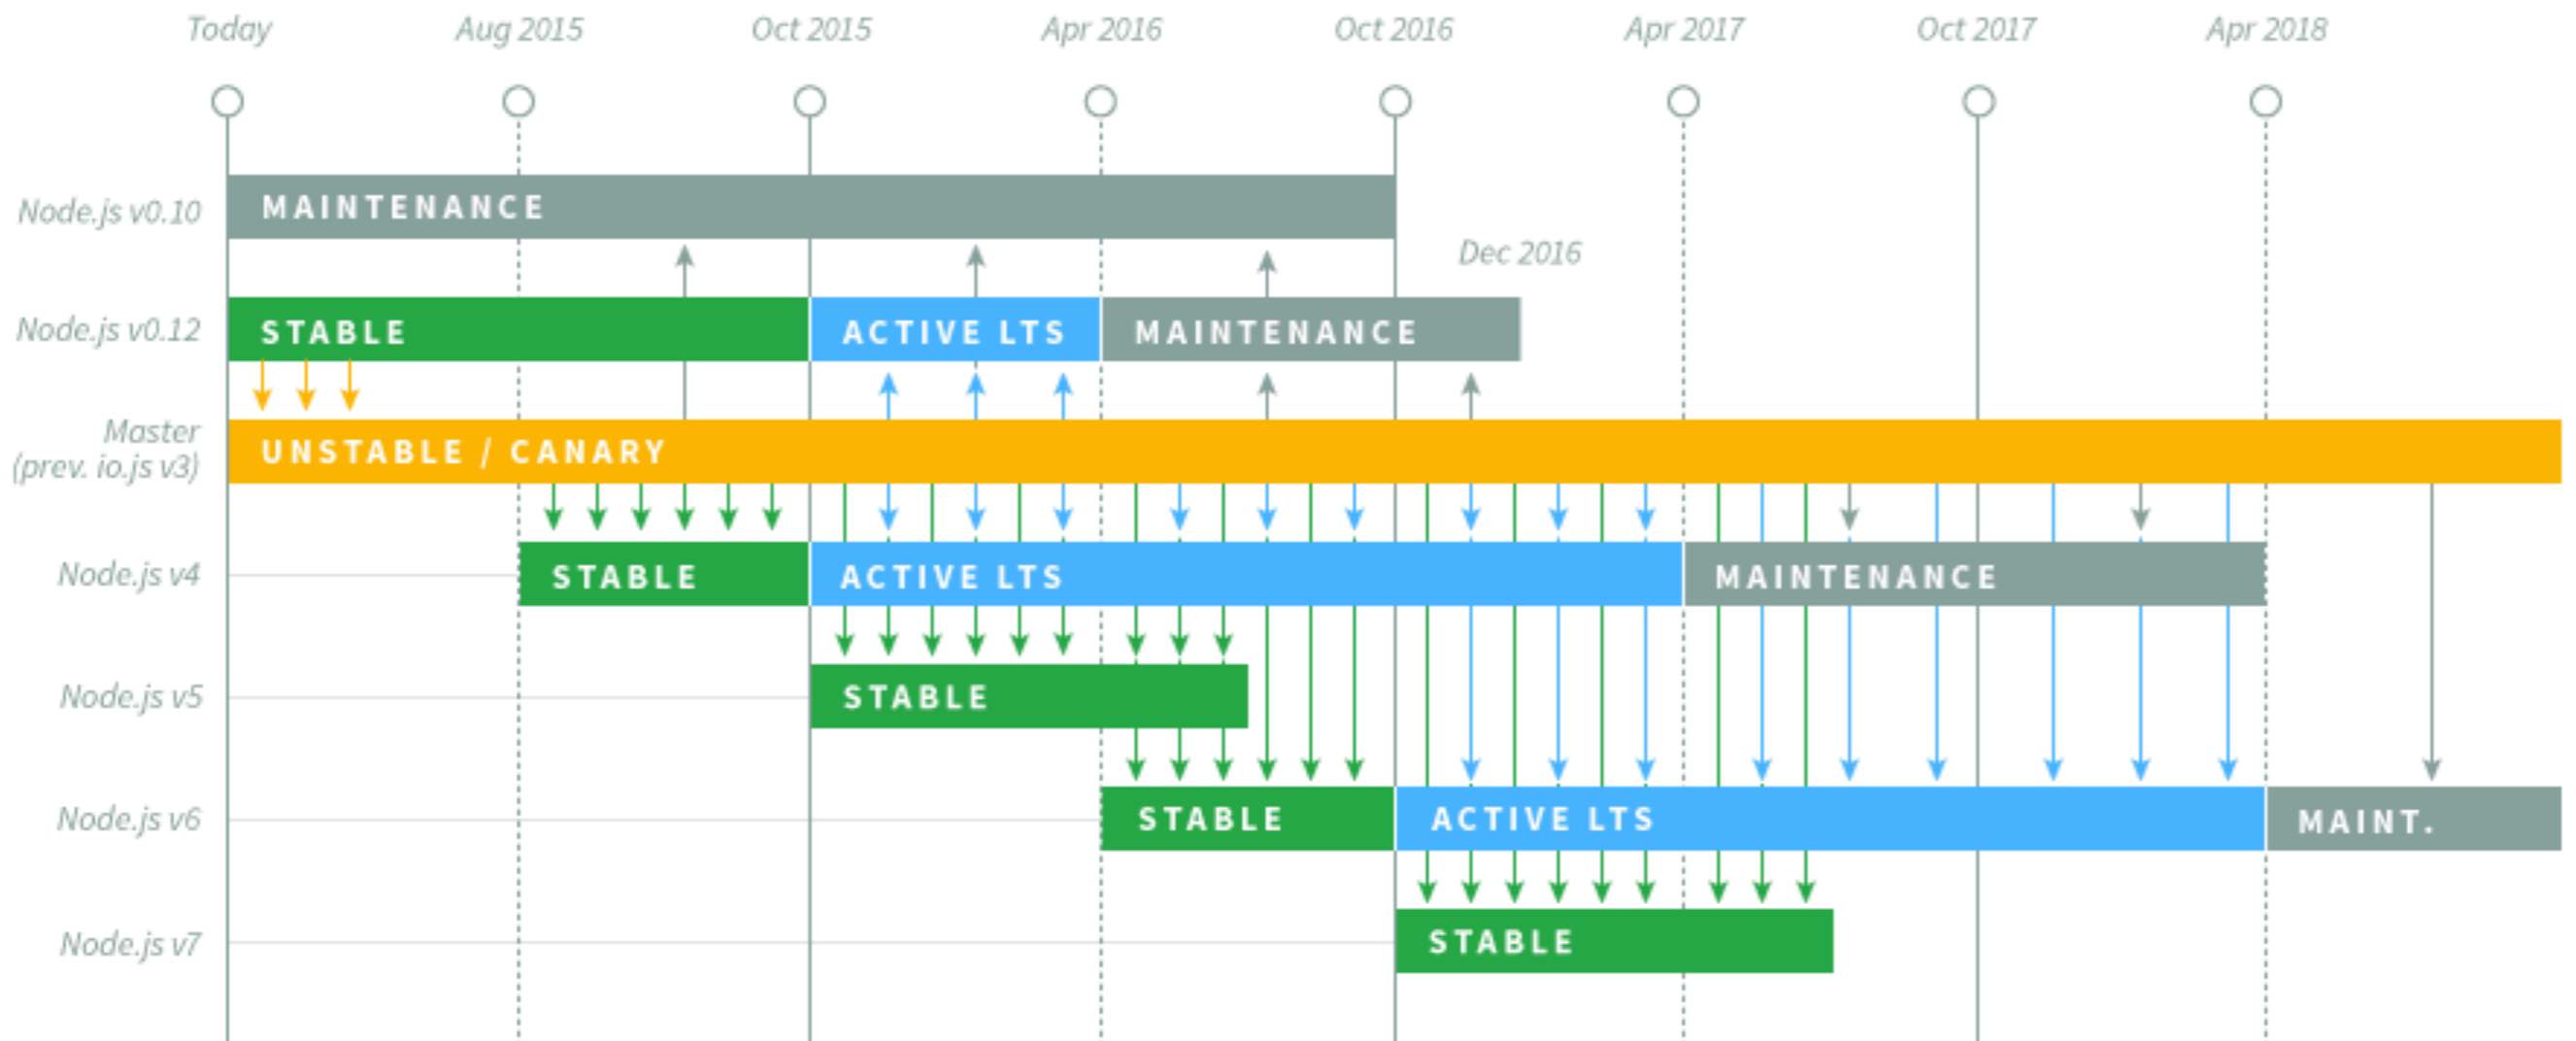 Today
Aug 2015
Oct 2015
Apr 2016
Oct 2016
Apr 2017
Oct 2017
Apr 2018
Node.js v0.10
MAINTENANCE
Dec 2016
Node.js v0.12
STABLE
ACTIVE LTS
MAINTENANCE
Master
(prev. io.js v3)
UNSTABLE / CANARY
Node.js v4
STABLE
ACTIVE LTS
MAINTENANCE
Node.js v5
STABLE
Node.js v6
STABLE
ACTIVE LTS
MAINT.
Node.js v7
STABLE